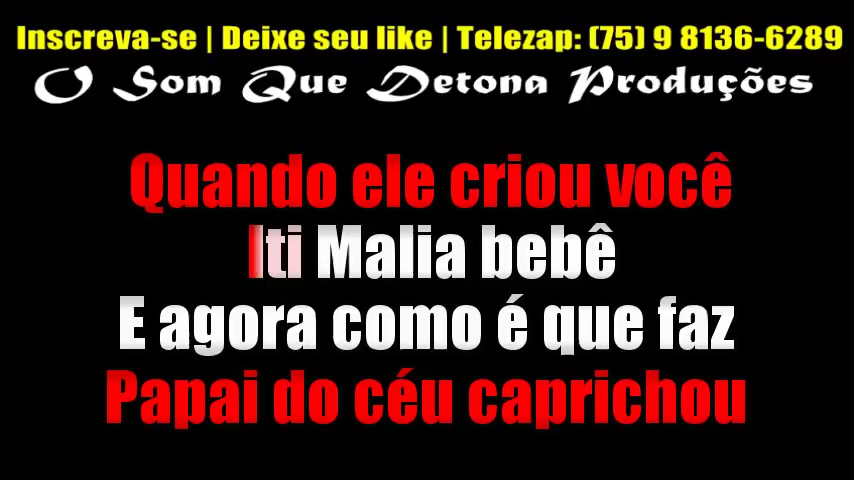 Inscreva-se | Deixe seu like | Telezap: (75) 9 8136-6289
O Som Que Detona Produções
Quando ele criou você
Iti Malia bebê
E agora como é que faz
Papai do céu caprichou